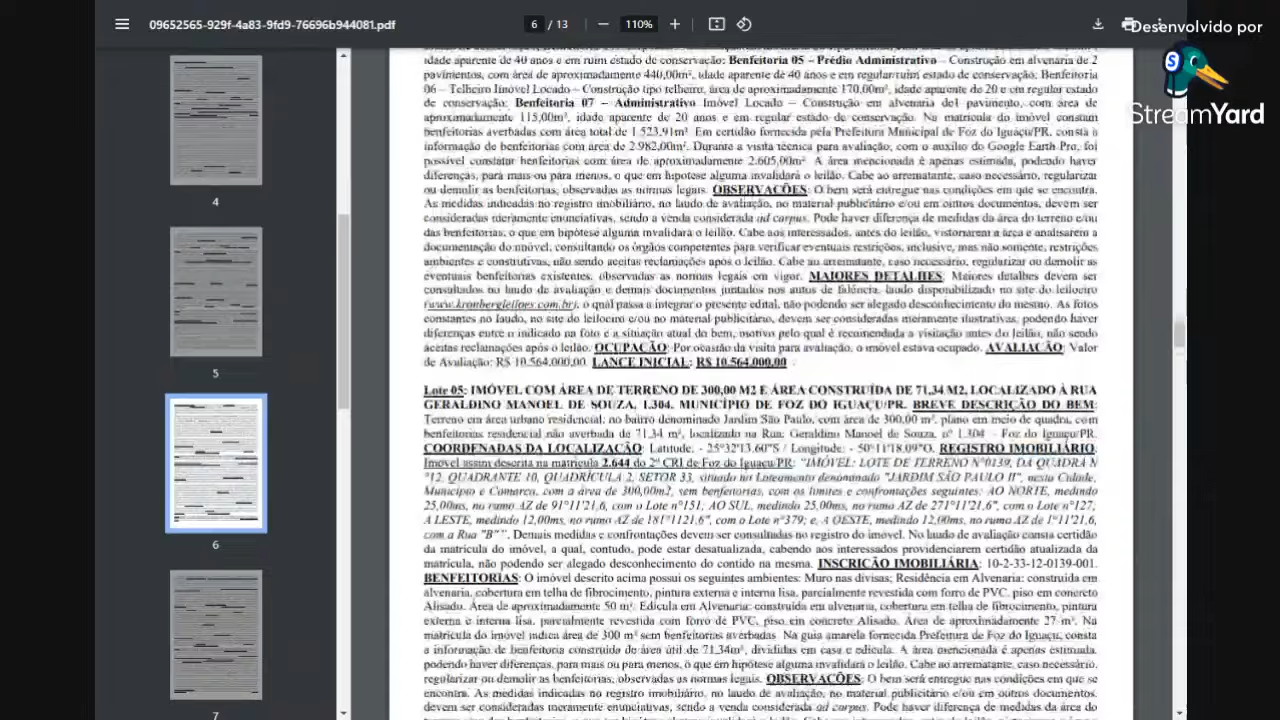 09652565-929f-4a83-9fd9-76696b944081.pdf
6 / 13
110%
Desenvolvido por
StreamYard
4
5
6
7
idade aparente de 40 anos e em ruim estado de conservação; Benfeitoria 05 – Prédio Administrativo – Construção em alvenaria de 2
pavimentos, com área de aproximadamente 440,00m², idade aparente de 40 anos e em regular/ruim estado de conservação; Benfeitoria
06 – Telheiro Imóvel Locado – Construção tipo telheiro, área de aproximadamente 170,00m², idade aparente de 20 e em regular estado
de conservação; Benfeitoria 07 – Administrativo Imóvel Locado – Construção em alvenaria de1 pavimento, com área de
aproximadamente 115,00m², idade aparente de 20 anos e em regular estado de conservação. Na matrícula do imóvel constam
benfeitorias averbadas com área total de 1.523,91m². Em certidão fornecida pela Prefeitura Municipal de Foz do Iguaçu/PR, consta a
informação de benfeitorias com área de 2.982,00m². Durante a visita técnica para avaliação, com o auxílio do Google Earth Pro, foi
possível constatar benfeitorias com área de aproximadamente 2.605,00m². A área mencionada é apenas estimada, podendo haver
diferenças, para mais ou para menos, o que em hipótese alguma invalidará o leilão. Cabe ao arrematante, caso necessário, regularizar
ou demolir as benfeitorias, observadas as normas legais. OBSERVAÇÕES: O bem será entregue nas condições em que se encontra.
As medidas indicadas no registro imobiliário, no laudo de avaliação, no material publicitário e/ou em outros documentos, devem ser
consideradas meramente enunciativas, sendo a venda considerada ad corpus. Pode haver diferença de medidas da área do terreno e/ou
das benfeitorias, o que em hipótese alguma invalidará o leilão. Cabe aos interessados, antes do leilão, vistoriarem a área e analisarem a
documentação do imóvel, consultando os órgãos competentes para verificar eventuais restrições, inclusive, mas não somente, restrições
ambientes e construtivas, não sendo aceitas reclamações após o leilão. Cabe ao arrematante, caso necessário, regularizar ou demolir as
eventuais benfeitorias existentes, observadas as normas legais em vigor. MAIORES DETALHES: Maiores detalhes devem ser
consultados no laudo de avaliação e demais documentos juntados nos autos de falência, laudo disponibilizado no site do leiloeiro
(www.kronbergleiloes.com.br), o qual passa a integrar o presente edital, não podendo ser alegado desconhecimento do mesmo. As fotos
constantes no laudo, no site do leiloeiro e/ou no material publicitário, devem ser consideradas meramente ilustrativas, podendo haver
diferenças entre o indicado na foto e a situação atual do bem, motivo pelo qual é recomendada a visitação antes do leilão, não sendo
aceitas reclamações após o leilão. OCUPAÇÃO: Por ocasião da visita para avaliação, o imóvel estava ocupado. AVALIAÇÃO: Valor
de Avaliação: R$ 10.564.000,00. LANCE INICIAL: R$ 10.564.000,00 .
Lote 05: IMÓVEL COM ÁREA DE TERRENO DE 300,00 M2 E ÁREA CONSTRUÍDA DE 71,34 M2, LOCALIZADO À RUA
GERALDINO MANOEL DE SOUZA, 1.304, MUNICÍPIO DE FOZ DO IGUAÇU/PR. BREVE DESCRIÇÃO DO BEM:
Terreno em área urbano residencial, no bairro denominado Jardim São Paulo, com área de 300,00 m², plano em meio de quadra, com
benfeitorias residencial não averbada de 71,34 m², localizado na Rua: Geraldino Manoel de Souza, nº 1.304 – Foz do Iguaçu/PR.
COORDENADAS DA LOCALIZAÇÃO: Latitude. - 25°32'13.60"S / Longitude: - 50°11'18.09"O. REGISTRO IMOBILIÁRIO:
Imóvel assim descrito na matrícula 2.644 do 2º CRI de Foz do Iguaçu/PR: "IMÓVEL: LOTE DE TERRENO Nº0139, DA QUADRA N
º12, QUADRANTE 10, QUADRÍCULA 2, SETOR 33, situado no Loteamento denominado "JARDIM SÃO PAULO II", nesta Cidade,
Município e Comarca, com a área de 300,00m2, sem benfeitorias, com os limites e confrontações seguintes: AO NORTE, medindo
25,00ms, no rumo AZ de 91º11'21,6", com o Lote nº151; AO SUL, medindo 25,00ms, no rumo AZ de 271º11'21,6", com o Lote nº127;
A LESTE, medindo 12,00ms, no rumo AZ de 181º11'21,6", com o Lote nº379; e, A OESTE, medindo 12,00ms, no rumo AZ de 1º11'21,6,
com a Rua "B"". Demais medidas e confrontações devem ser consultadas no registro do imóvel. No laudo de avaliação consta certidão
da matrícula do imóvel, a qual, contudo, pode estar desatualizada, cabendo aos interessados providenciarem certidão atualizada da
matrícula, não podendo ser alegado desconhecimento do contido na mesma. INSCRIÇÃO IMOBILIÁRIA: 10-2-33-12-0139-001.
BENFEITORIAS: O imóvel descrito acima possui os seguintes ambientes: Muro nas divisas; Residência em Alvenaria: construída em
alvenaria, cobertura em telha de fibrocimento, pintura externa e interna lisa, parcialmente revestida com forro de PVC, piso em concreto
Alisado. Área de aproximadamente 50 m². Edícula em Alvenaria: construída em alvenaria, cobertura em telha de fibrocimento, pintura
externa e interna lisa, parcialmente revestida com forro de PVC, piso em concreto Alisado. Área de aproximadamente 27 m². Na
matrícula do imóvel indica área de 300 m² sem benfeitorias averbadas. Na guia amarela fornecida Prefeitura de Foz do Iguaçu, consta
a informação de benfeitoria construído de área útil de 71,34m², divididas em casa e edícula. A área mencionada é apenas estimada,
podendo haver diferenças, para mais ou para menos, o que em hipótese alguma invalidará o leilão. Cabe ao arrematante, caso necessário,
regularizar ou demolir as benfeitorias, observadas as normas legais. OBSERVAÇÕES: O bem será entregue nas condições em que se
encontra. As medidas indicadas no registro imobiliário, no laudo de avaliação, no material publicitário e/ou em outros documentos,
devem ser consideradas meramente enunciativas, sendo a venda considerada ad corpus. Pode haver diferença de medidas da área do